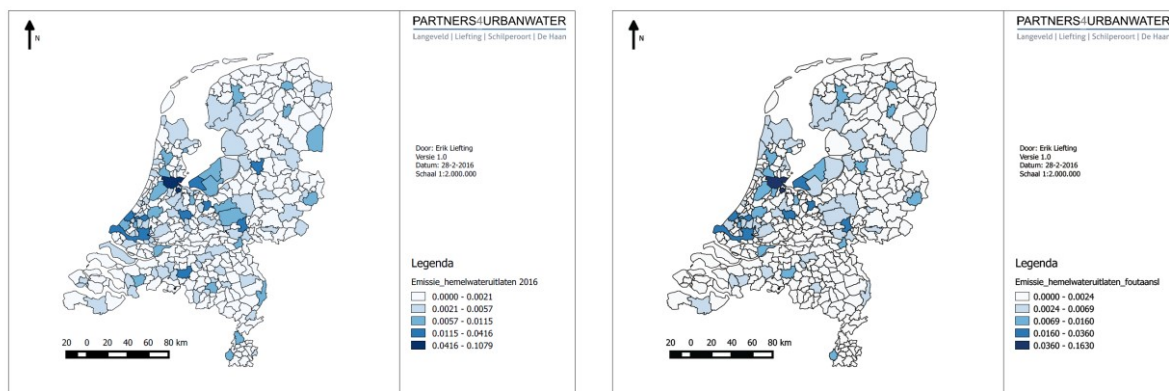 N
PARTNERS4URBANWATER
Langeveld | Liefting | Schilperoort | De Haan
Door: Erik Liefting
Versie 1.0
Datum: 28-2-2016
Schaal 1:2.000.000
Legenda
Emissie_hemelwateruitlaten 2016
0.0000 - 0.0021
0.0021 - 0.0057
0.0057 - 0.0115
0.0115 - 0.0416
0.0416 - 0.1079
20 0 20 40 60 80 km
N
PARTNERS4URBANWATER
Langeveld | Liefting | Schilperoort | De Haan
Door: Erik Liefting
Versie 1.0
Datum: 28-2-2016
Schaal 1:2.000.000
Legenda
Emissie_hemelwateruitlaten_foutaansl
0.0000 - 0.0024
0.0024 - 0.0069
0.0069 - 0.0160
0.0160 - 0.0360
0.0360 - 0.1630
20 0 20 40 60 80 km